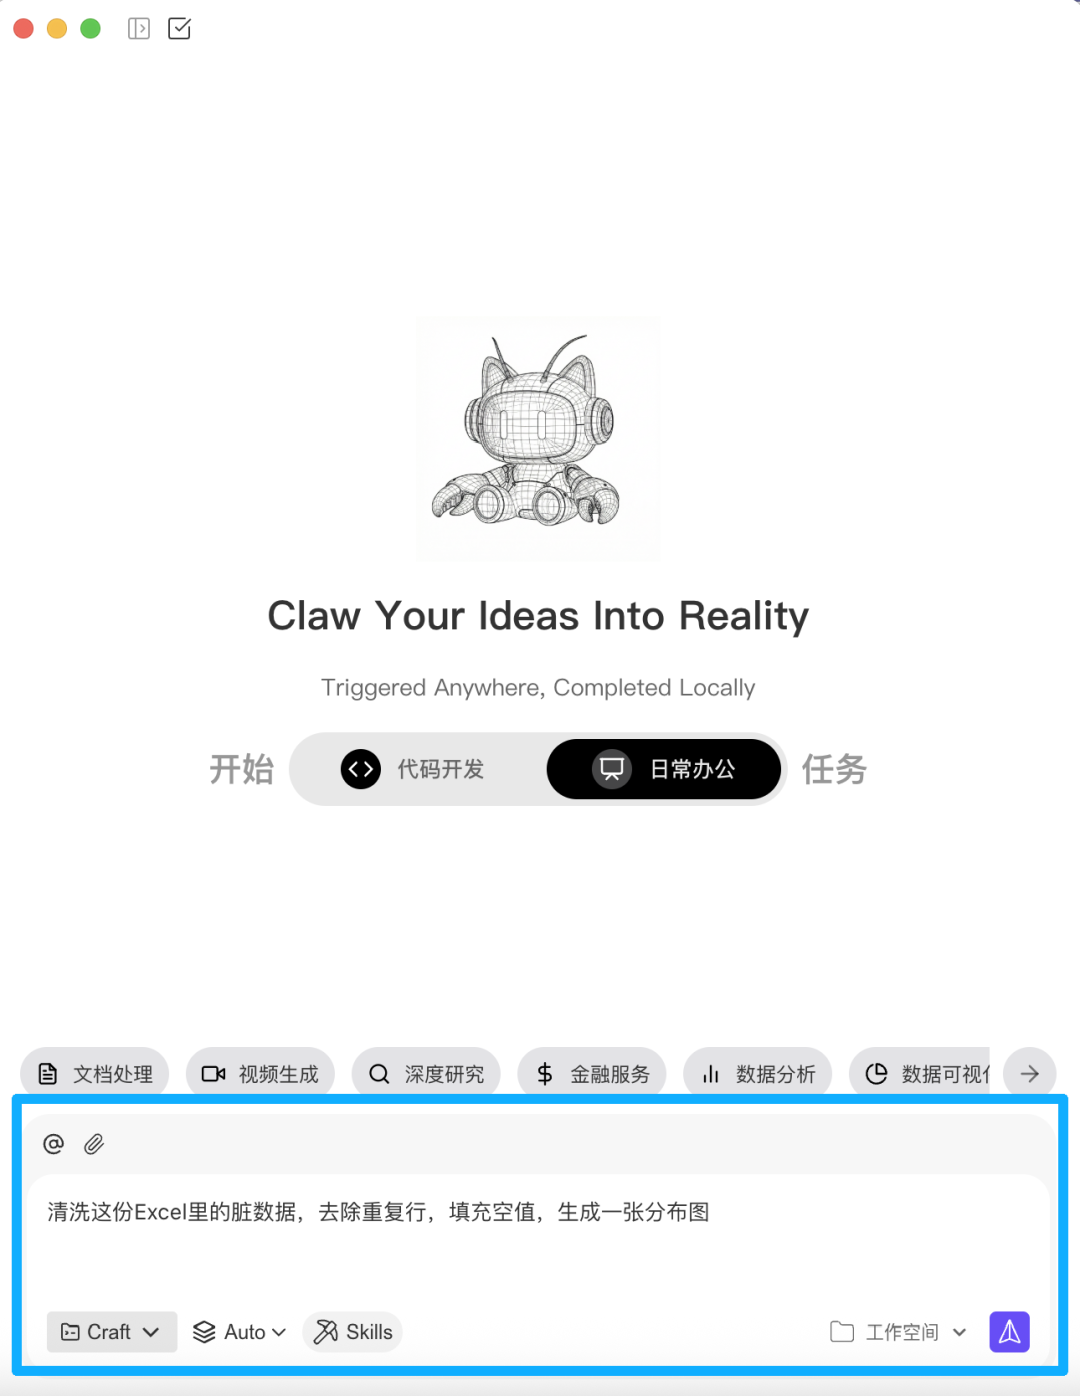 Claw Your Ideas Into Reality
Triggered Anywhere, Completed Locally
开始 代码开发 日常办公 任务
文档处理 视频生成 深度研究 金融服务 数据分析 数据可视
清洗这份Excel里的脏数据，去除重复行，填充空值，生成一张分布图
Craft Auto Skills 工作空间